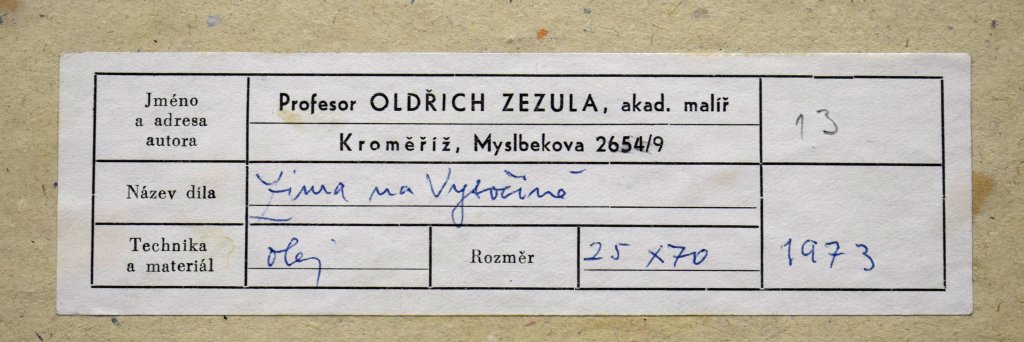 Jméno
a adresa
autora
Profesor OLDŘICH ZEZULA, akad. malíř
Kroměříž, Myslbekova 2654/9
13
Název díla
Zima na Vysočině
Technika
a materiál
olej
Rozměr
25 x70
1973